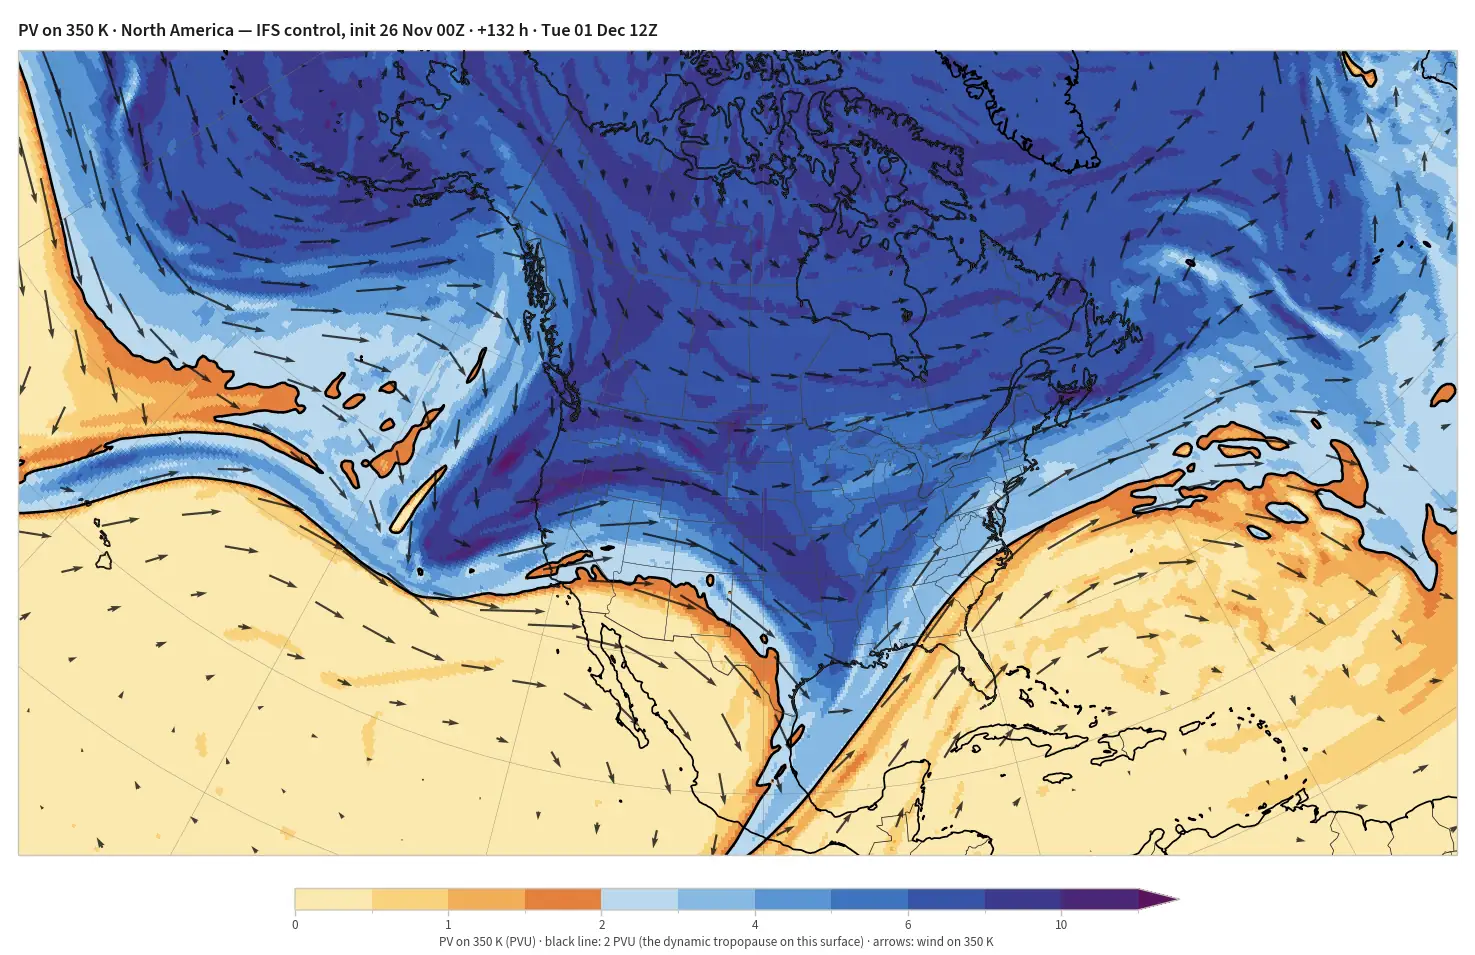 PV on 350 K · North America — IFS control, init 26 Nov 00Z · +132 h · Tue 01 Dec 12Z
0 1 2 4 6 10
PV on 350 K (PVU) · black line: 2 PVU (the dynamic tropopause on this surface) · arrows: wind on 350 K